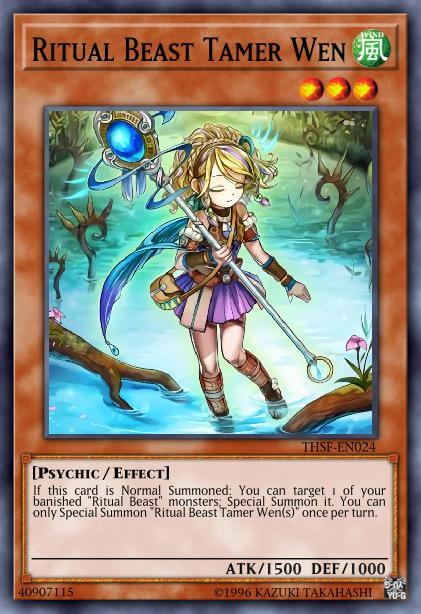 RITUAL BEAST TAMER WEN
WIND
風
THSF-EN024
[PSYCHIC / EFFECT]
If this card is Normal Summoned: You can target 1 of your
banished "Ritual Beast" monsters; Special Summon it. You can
only Special Summon "Ritual Beast Tamer Wen(s)" once per turn.
ATK/1500 DEF/1000
40907115
©1996 KAZUKI TAKAHASHI